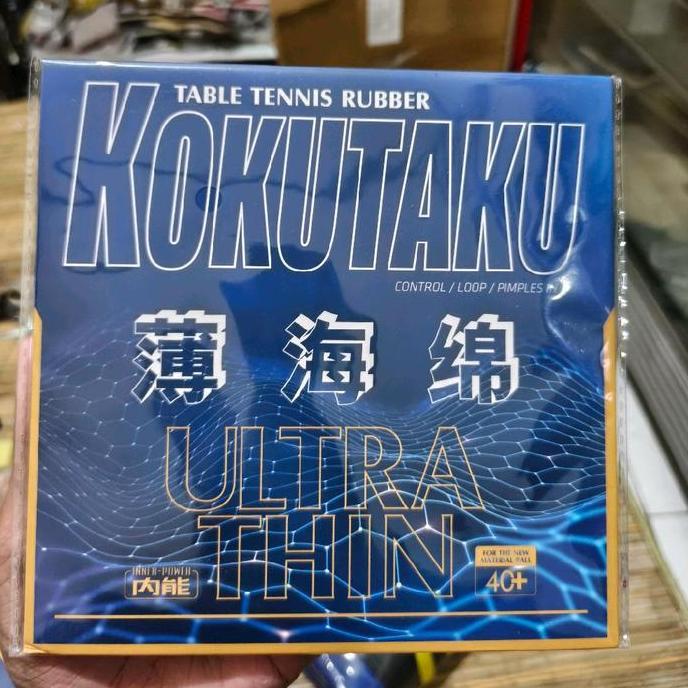 TABLE TENNIS RUBBER
KOKUTAKU
CONTROL / LOOP / PIMPLES IN
薄海绵
ULTRA
THIN
INNER-POWER
内能
FOR THE NEW
MATERIAL BALL
40+